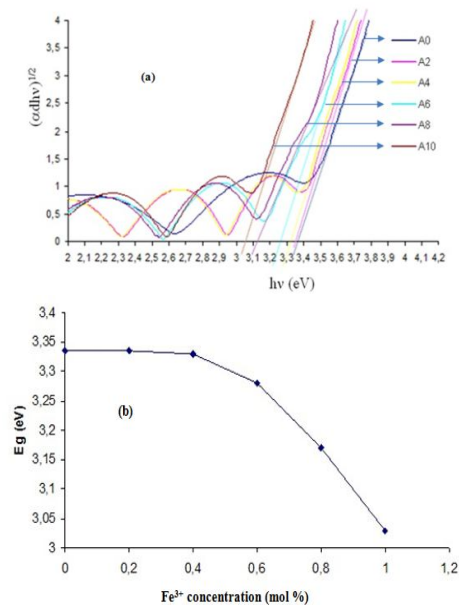 4
3,5
3
2,5
2
1,5
1
0,5
0
(αdhν)^1/2
(a)
A0
A2
A4
A6
A8
A10
2 2,1 2,2 2,3 2,4 2,5 2,6 2,7 2,8 2,9 3 3,1 3,2 3,3 3,4 3,5 3,6 3,7 3,8 3,9 4 4,1 4,2
hν (eV)
3,4
3,35
3,3
3,25
3,2
3,15
3,1
3,05
3
Eg (eV)
(b)
0 0,2 0,4 0,6 0,8 1 1,2
Fe³⁺ concentration (mol %)